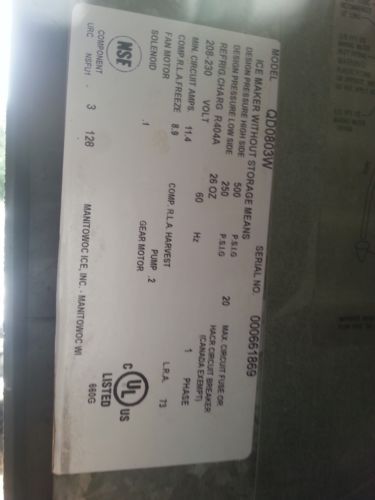 MODEL QD0803W SERIAL NO. 000661869
ICE MAKER WITHOUT STORAGE MEANS
DESIGN PRESSURE HIGH SIDE 500 P.S.I.G
DESIGN PRESSURE LOW SIDE 250 P.S.I.G
REFRIG.CHARG R404A 26 OZ 20 MAX. CIRCUIT FUSE OR
HACR CIRCUIT BREAKER
(CANADA EXEMPT)
208-230 VOLT 60 Hz 1 PHASE
MIN. CIRCUIT AMPS. 11.4
COMP.R.L.A.FREEZE 8.9 COMP. R.L.A. HARVEST L.R.A. 73
FAN MOTOR PUMP .2
SOLENOID .1 GEAR MOTOR
NSF
COMPONENT
URC NSFU1 3 128
MANITOWOC ICE, INC. - MANITOWOC WI.
C UL US
LISTED
660G